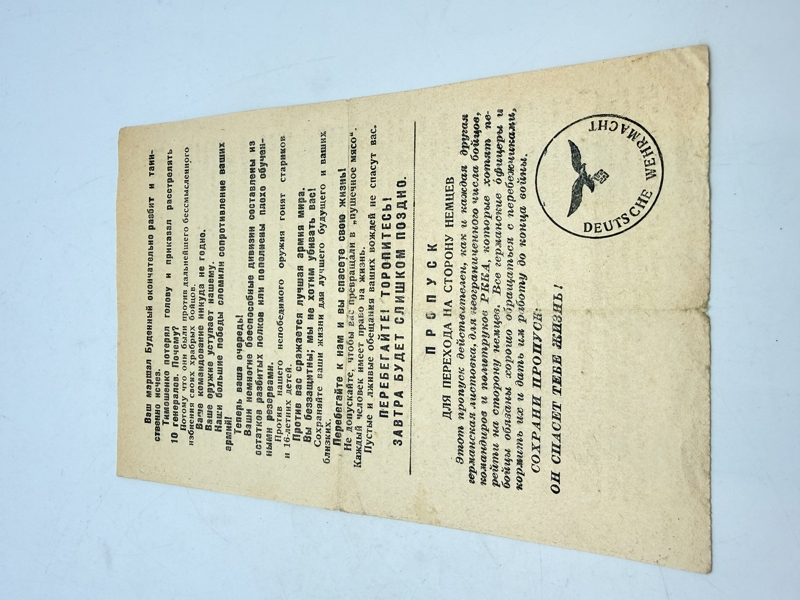 Ваш маршал Буденный окончательно разбит и таин-
ственно исчез.
Тимошенко потерял голову и приказал расстрелять
10 генералов. Почему?
Потому что они были против дальнейшего бессмысленного
избиения своих храбрых бойцов.
Ваше командование никуда не годно.
Ваше оружие уступает нашему.
Наши большие победы сломили сопротивление ваших
армий!
Теперь ваша очередь!
Ваши немногие боеспособные дивизии составлены из
остатков разбитых полков или пополнены плохо обучен-
ными резервами.
Против нашего непобедимого оружия гонят стариков
и 16-летних детей.
Против вас сражается лучшая армия мира.
Вы беззащитны; мы не хотим убивать вас!
Сохраняйте ваши жизни для лучшего будущего и ваших
близких.
Перебегайте к нам и вы спасете свою жизнь!
Не допускайте, чтобы вас превращали в „пушечное мясо“.
Каждый человек имеет право на жизнь.
Пустые и лживые обещания ваших вождей не спасут вас.
ПЕРЕБЕГАЙТЕ! ТОРОПИТЕСЬ!
ЗАВТРА БУДЕТ СЛИШКОМ ПОЗДНО.
ПРОПУСК
ДЛЯ ПЕРЕХОДА НА СТОРОНУ НЕМЦЕВ
Этот пропуск действителен, как и каждая другая
германская листовка, для неограниченного числа бойцов,
командиров и политруков РККА, которые хотят пе-
рейти на сторону немцев. Все германские офицеры и
бойцы обязаны хорошо обращаться с перебежчиками,
кормить их и дать им работу до конца войны.
СОХРАНИ ПРОПУСК:
ОН СПАСЕТ ТЕБЕ ЖИЗНЬ!
DEUTSCHE WEHRMACHT